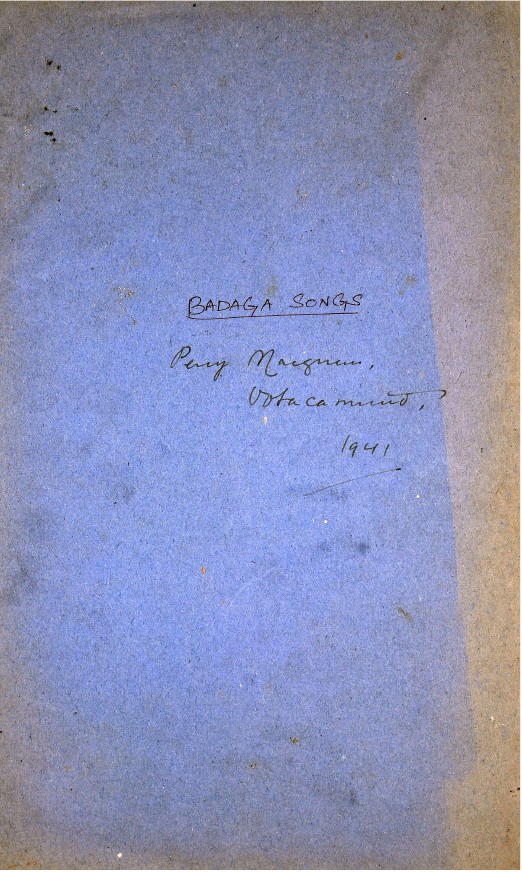 BADAGA SONGS
Percy Macqueen,
Ootacamund,
1941